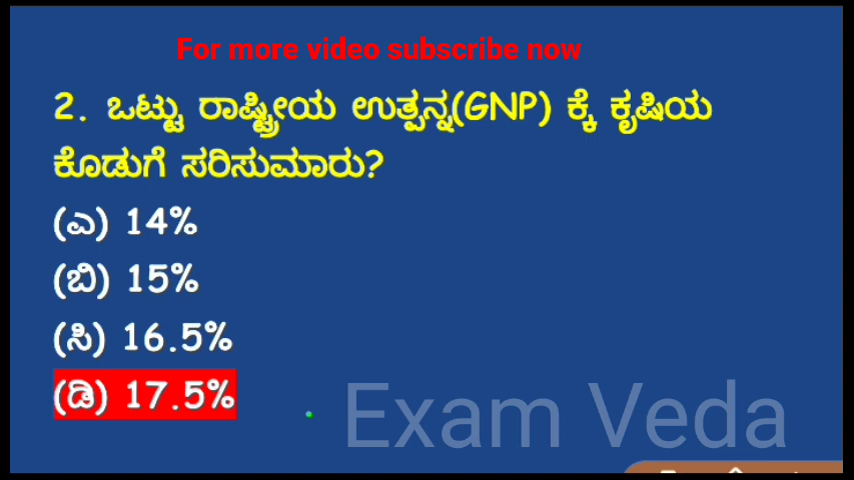 For more video subscribe now
2. ಒಟ್ಟು ರಾಷ್ಟ್ರೀಯ ಉತ್ಪನ್ನ(GNP) ಕ್ಕೆ ಕೃಷಿಯ
ಕೊಡುಗೆ ಸರಿಸುಮಾರು?
(ಎ) 14%
(ಬಿ) 15%
(ಸಿ) 16.5%
(ಡಿ) 17.5%
Exam Veda